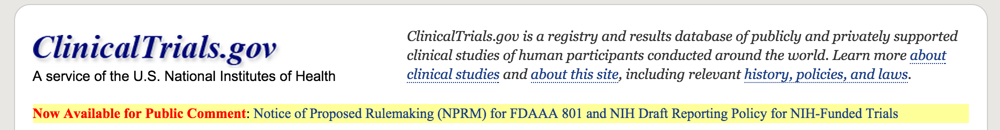 ClinicalTrials.gov
A service of the U.S. National Institutes of Health
ClinicalTrials.gov is a registry and results database of publicly and privately supported
clinical studies of human participants conducted around the world. Learn more about
clinical studies and about this site, including relevant history, policies, and laws.
Now Available for Public Comment: Notice of Proposed Rulemaking (NPRM) for FDAAA 801 and NIH Draft Reporting Policy for NIH-Funded Trials